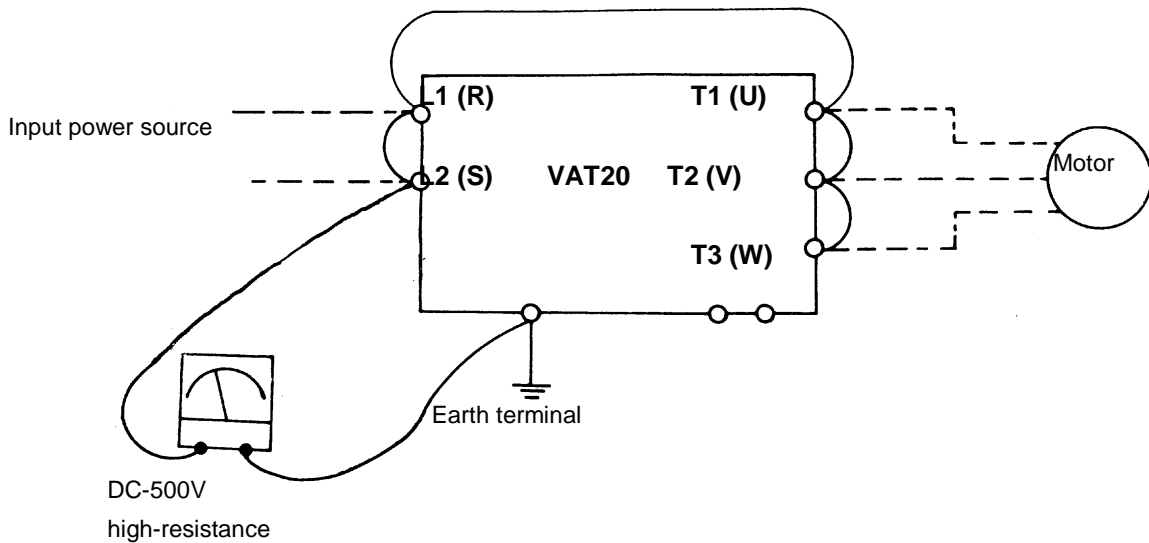 L1 (R)
T1 (U)
Input power source
L2 (S)
VAT20
T2 (V)
Motor
T3 (W)
Earth terminal
DC-500V
high-resistance